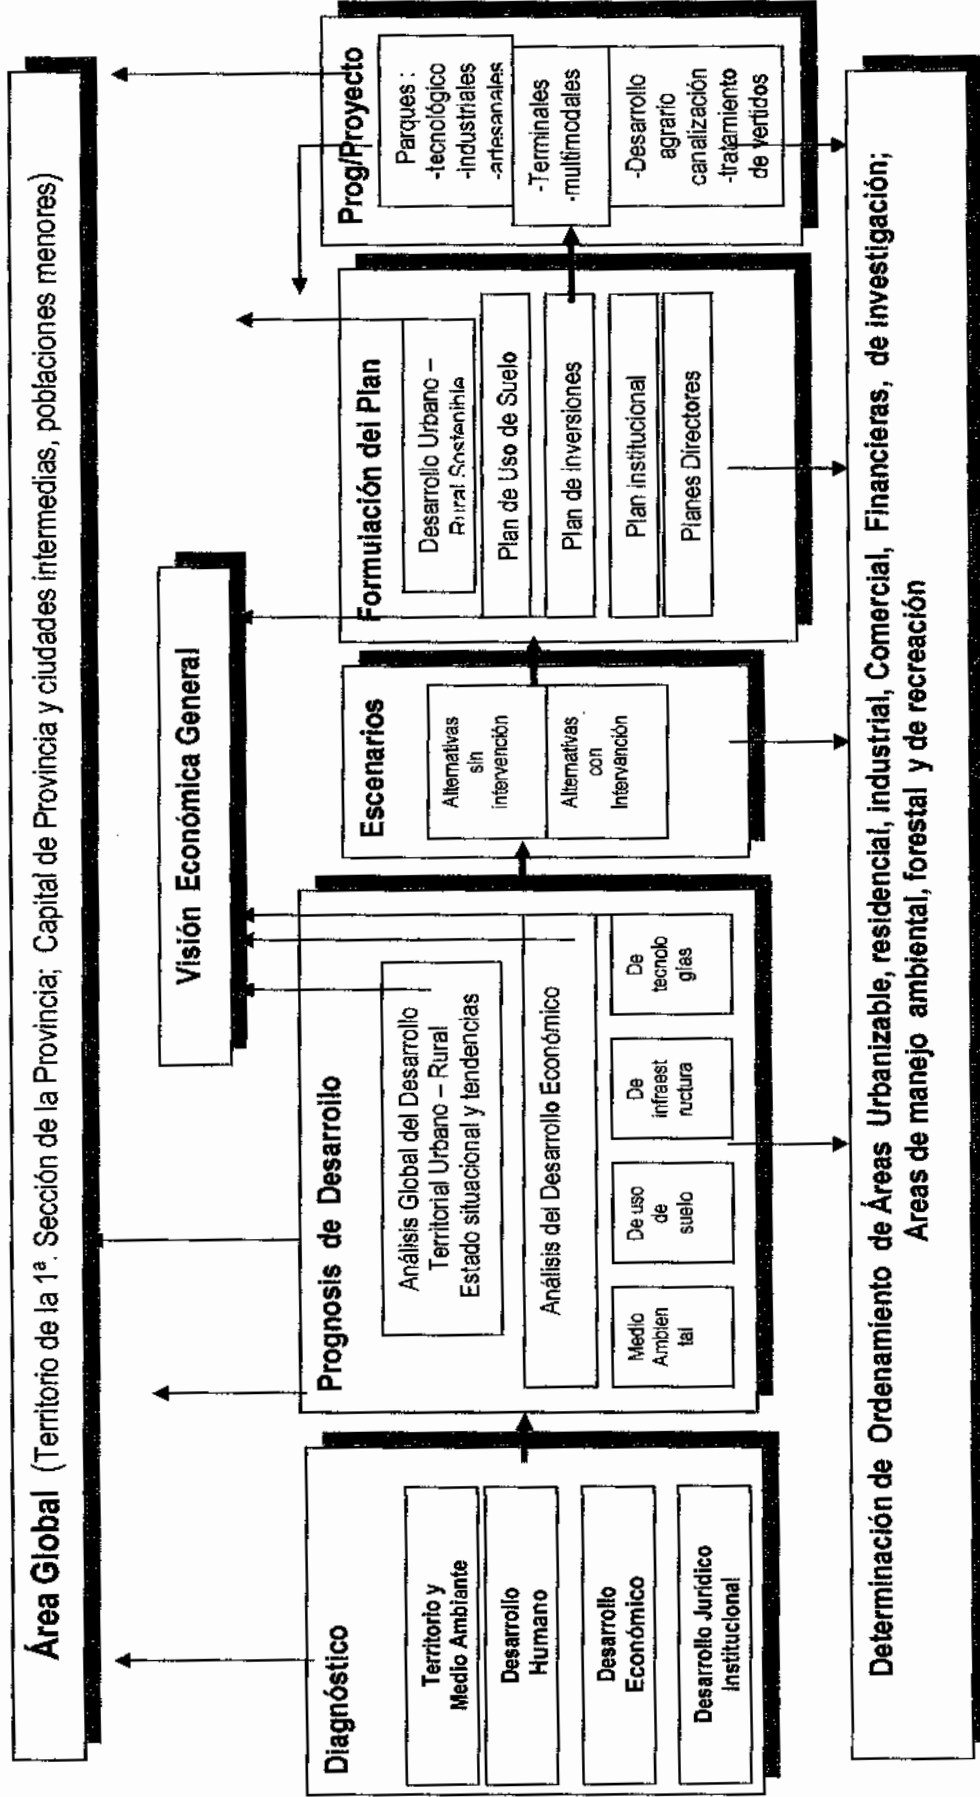 Área Global (Territorio de la 1ª. Sección de la Provincia; Capital de Provincia y ciudades intermedias, poblaciones menores)
Visión Económica General
Diagnóstico
Territorio y
Medio Ambiante
Desarrollo
Humano
Desarrollo
Económico
Desarrollo Jurídico
Institucional
Prognosis de Desarrollo
Análisis Global del Desarrollo
Territorial Urbano – Rural
Estado situacional y tendencias
Análisis del Desarrollo Económico
Medio
Ambien
tal
De uso
de
suelo
De
infraest
ructura
De
tecnolo
gías
Escenarios
Alternativas
sin
intervención
Alternativas
con
Intervanción
Formulación del Plan
Desarrollo Urbano –
Rural Sostenible
Plan de Uso de Suelo
Plan de inversiones
Plan institucional
Planes Directores
Prog/Proyecto
Parques :
-tecnológico
-industriales
-artesanales
-Terminales
-multimodales
-Desarrollo
agrario
canalización
-tratamiento
de vertidos
Determinación de Ordenamiento de Áreas Urbanizable, residencial, industrial, Comercial, Financieras, de investigación;
Areas de manejo ambiental, forestal y de recreación